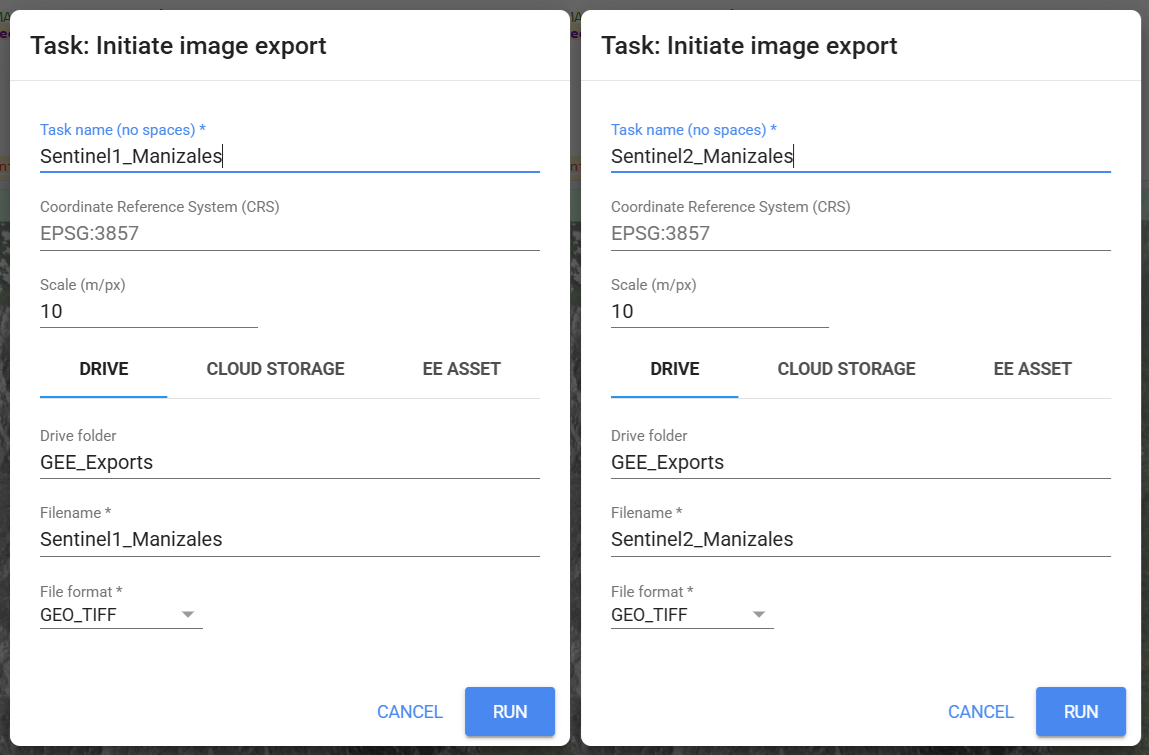 Task: Initiate image export
Task name (no spaces) *
Sentinel1_Manizales
Coordinate Reference System (CRS)
EPSG:3857
Scale (m/px)
10
DRIVE CLOUD STORAGE EE ASSET
Drive folder
GEE_Exports
Filename *
Sentinel1_Manizales
File format *
GEO_TIFF
CANCEL RUN
Task: Initiate image export
Task name (no spaces) *
Sentinel2_Manizales
Coordinate Reference System (CRS)
EPSG:3857
Scale (m/px)
10
DRIVE CLOUD STORAGE EE ASSET
Drive folder
GEE_Exports
Filename *
Sentinel2_Manizales
File format *
GEO_TIFF
CANCEL RUN